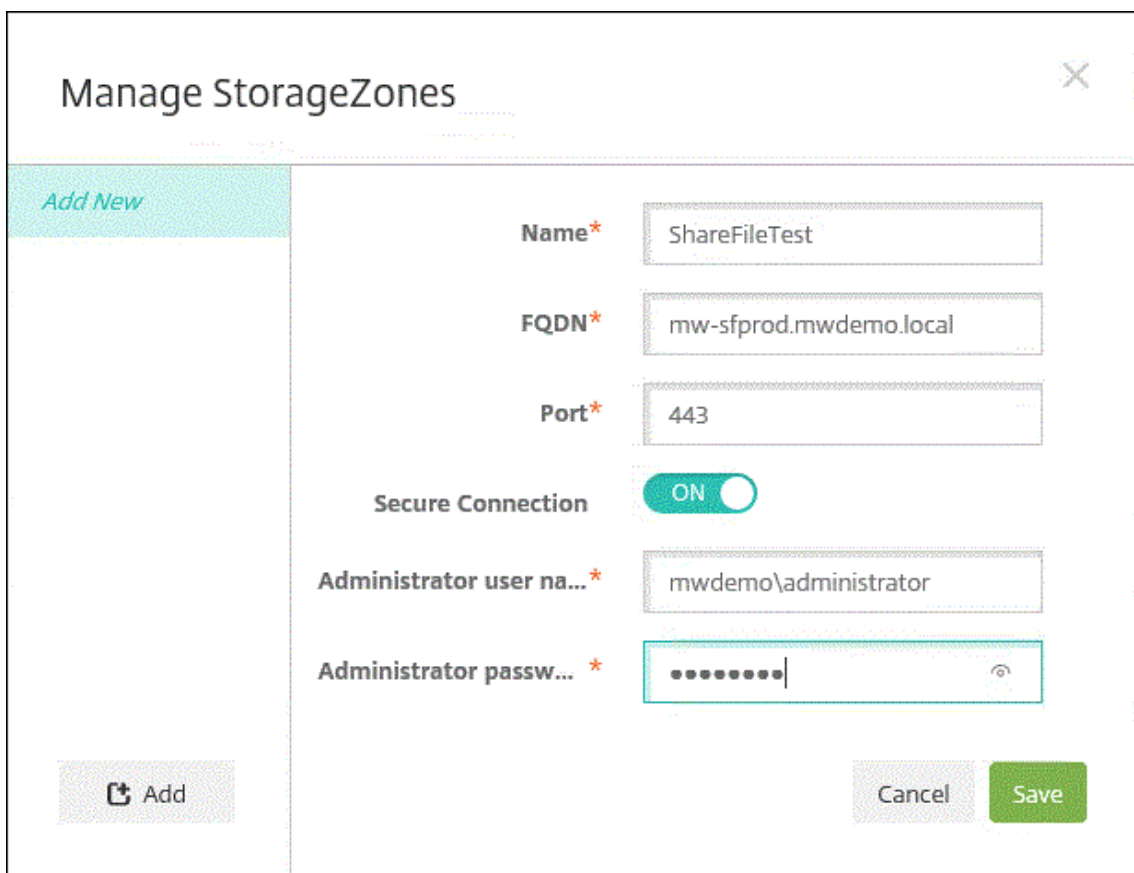 Manage StorageZones
Add New
Name*
ShareFileTest
FQDN*
mw-sfprod.mwdemo.local
Port*
443
Secure Connection
ON
Administrator user na...*
mwdemo\administrator
Administrator passw... *
••••••••
Add
Cancel
Save